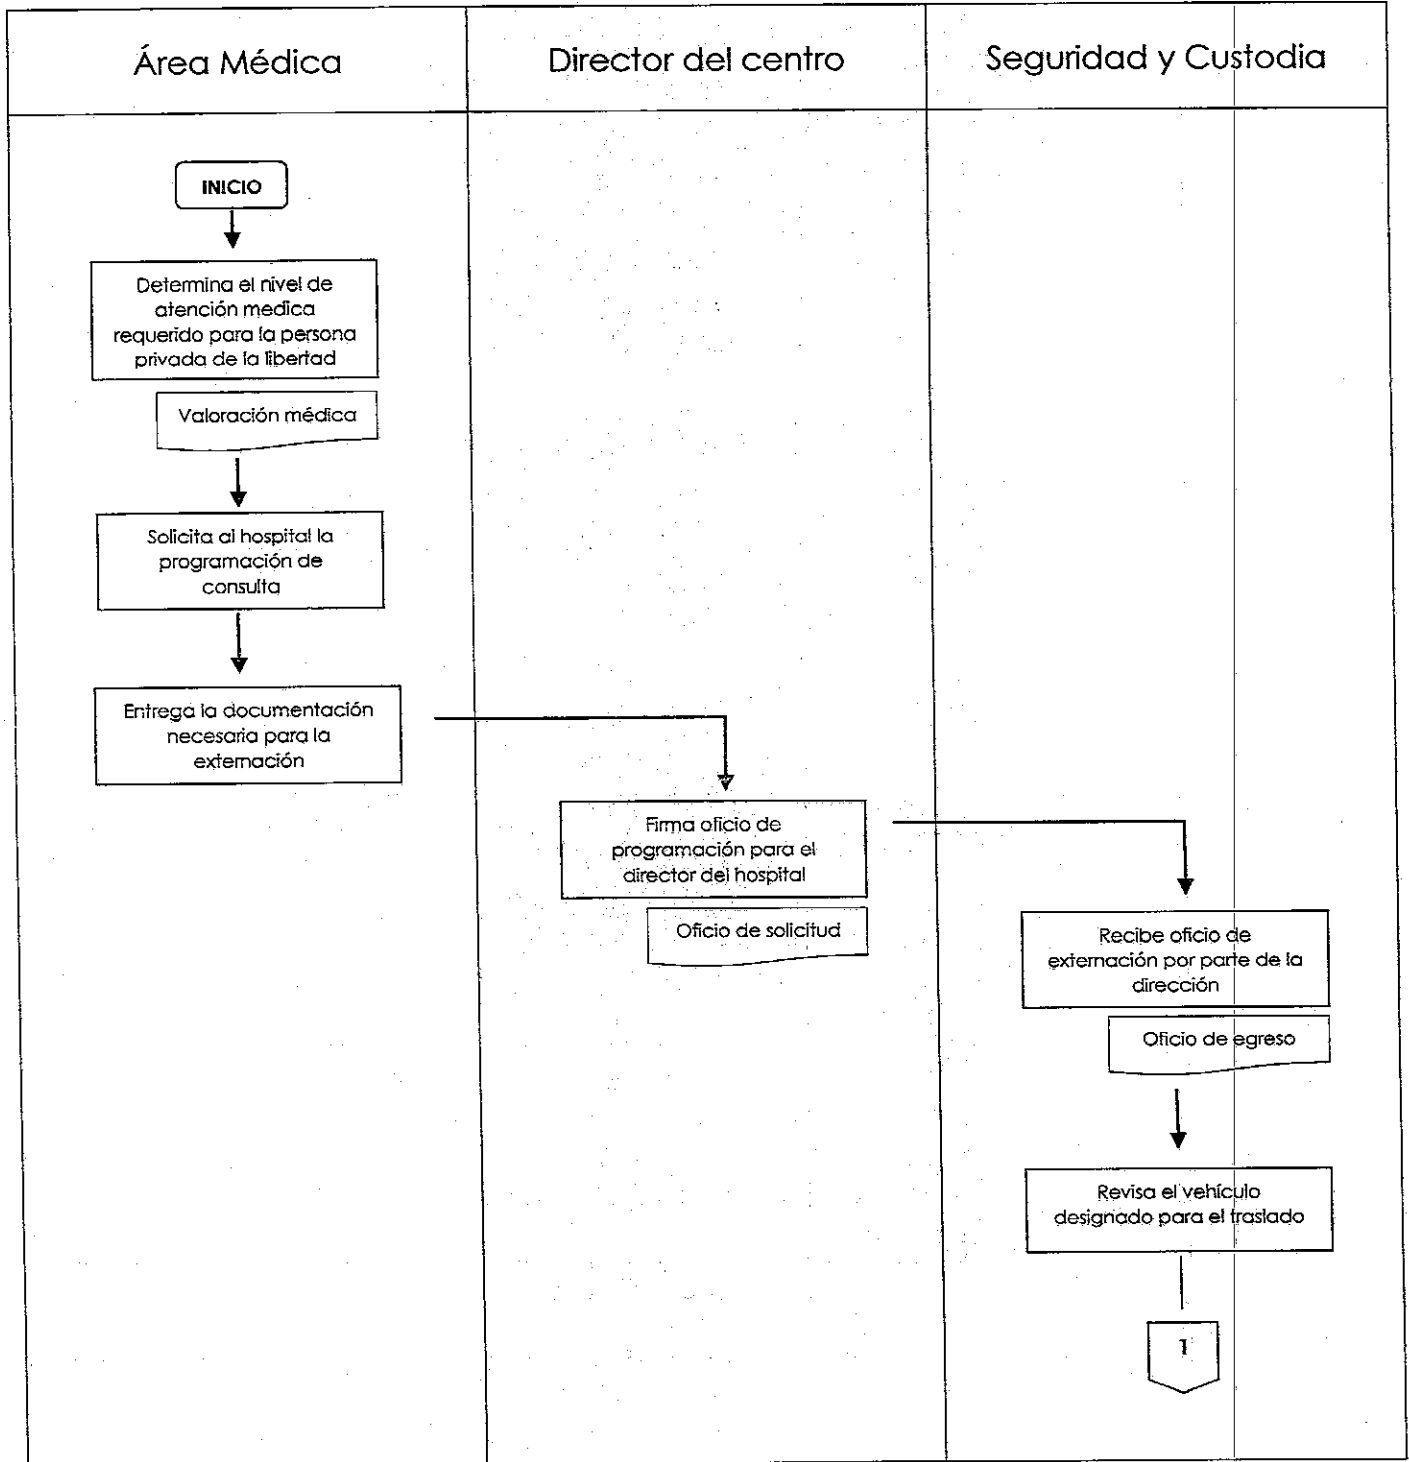 Área Médica
Director del centro
Seguridad y Custodia
INICIO
Determina el nivel de
atención medica
requerido para la persona
privada de la libertad
Valoración médica
Solicita al hospital la
programación de
consulta
Entrega la documentación
necesaria para la
externación
Firma oficio de
programación para el
director del hospital
Oficio de solicitud
Recibe oficio de
externación por parte de la
dirección
Oficio de egreso
Revisa el vehículo
designado para el traslado
1